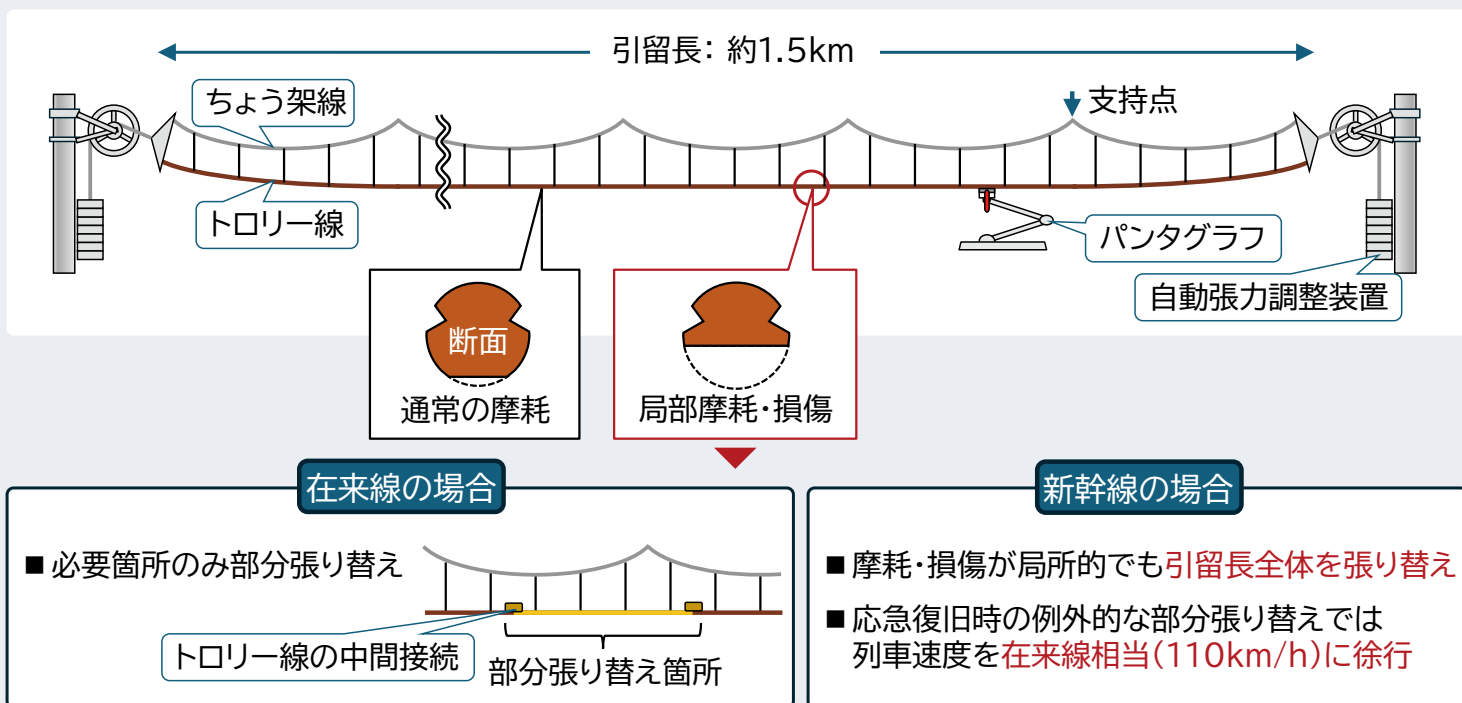 引留長: 約1.5km
ちょう架線
支持点
トロリー線
パンタグラフ
自動張力調整装置
断面
通常の摩耗
局部摩耗・損傷
在来線の場合
■ 必要箇所のみ部分張り替え
トロリー線の中間接続
部分張り替え箇所
新幹線の場合
■ 摩耗・損傷が局所的でも引留長全体を張り替え
■ 応急復旧時の例外的な部分張り替えでは
列車速度を在来線相当(110km/h)に徐行